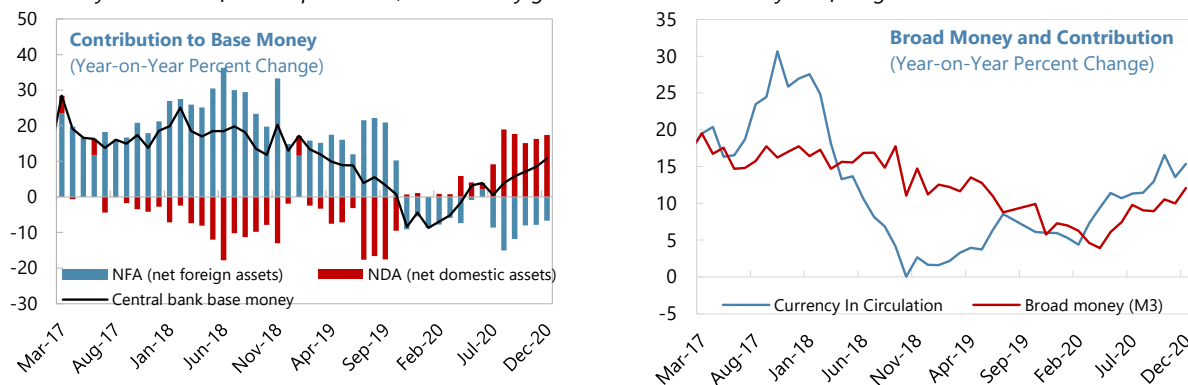 Contribution to Base Money
(Year-on-Year Percent Change)
50
40
30
20
10
0
-10
-20
-30
NFA (net foreign assets)
NDA (net domestic assets)
Central bank base money
Mar-17
Aug-17
Jan-18
Jun-18
Nov-18
Apr-19
Sep-19
Feb-20
Jul-20
Dec-20
Broad Money and Contribution
(Year-on-Year Percent Change)
35
30
25
20
15
10
5
0
5
Currency In Circulation
Broad money (M3)
Mar-17
Aug-17
Jan-18
Jun-18
Nov-18
Apr-19
Sep-19
Feb-20
Jul-20
Dec-20